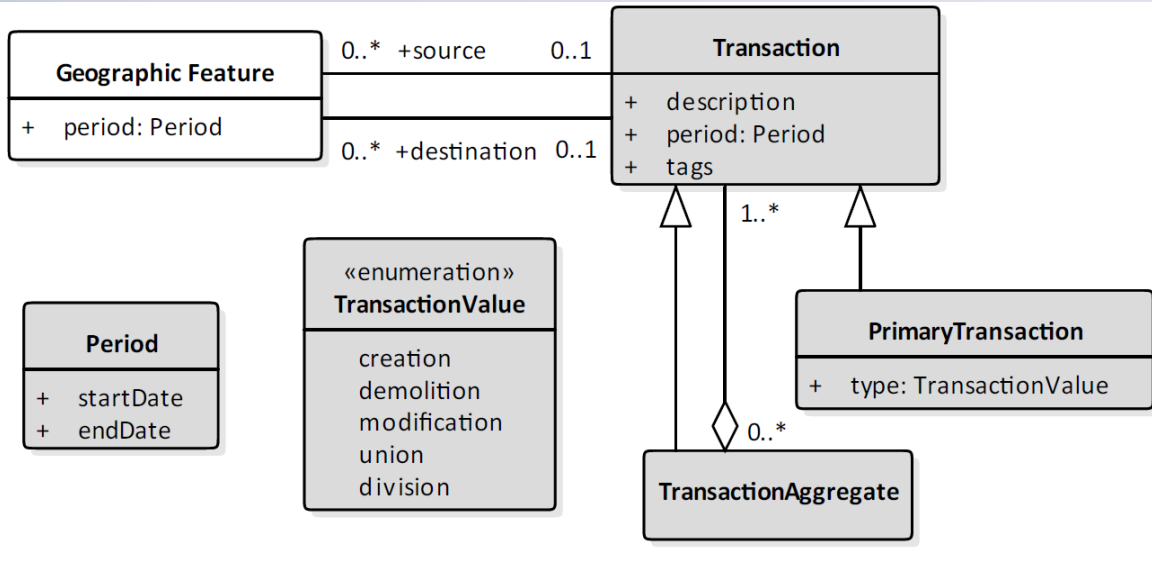 Geographic Feature
+ period: Period
0..* +source 0..1
0..* +destination 0..1
Transaction
+ description
+ period: Period
+ tags
1..*
0..*
«enumeration»
TransactionValue
creation
demolition
modification
union
division
Period
+ startDate
+ endDate
PrimaryTransaction
+ type: TransactionValue
TransactionAggregate